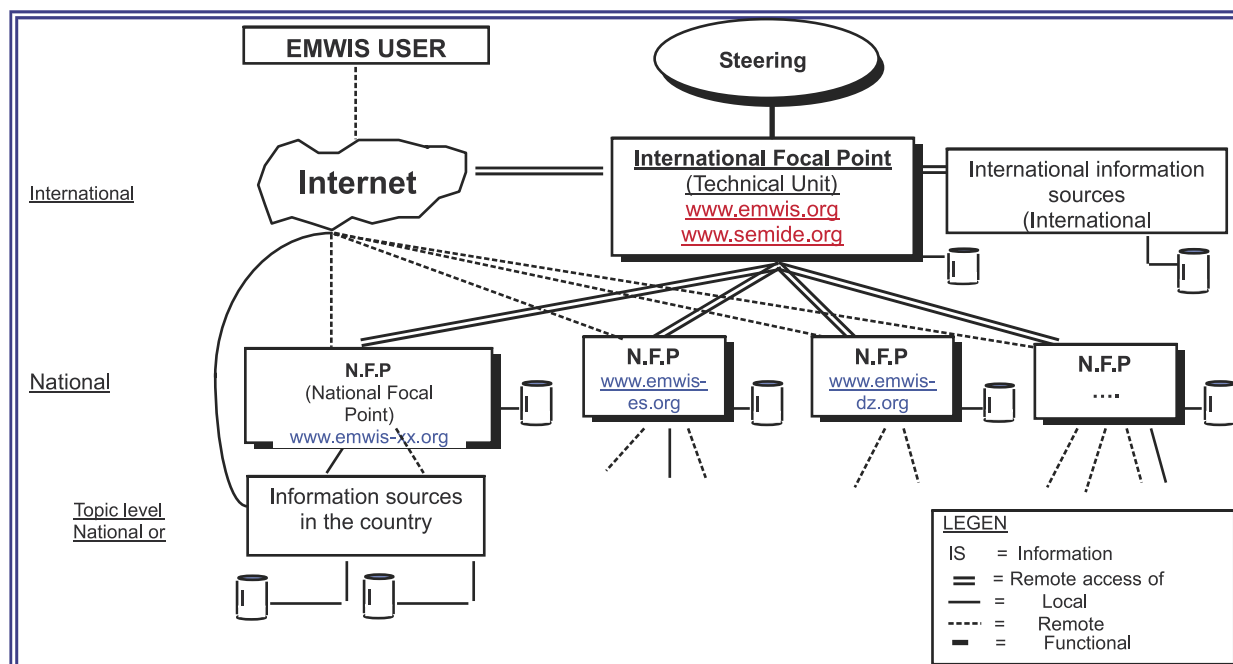 EMWIS USER
Steering
International
Internet
International Focal Point
(Technical Unit)
www.emwis.org
www.semide.org
International information
sources
(International
National
N.F.P
(National Focal
Point)
www.emwis-xx.org
N.F.P
www.emwis-
es.org
N.F.P
www.emwis-
dz.org
N.F.P
....
Topic level
National or
Information sources
in the country
LEGEN
IS = Information
= Remote access of
= Local
= Remote
= Functional